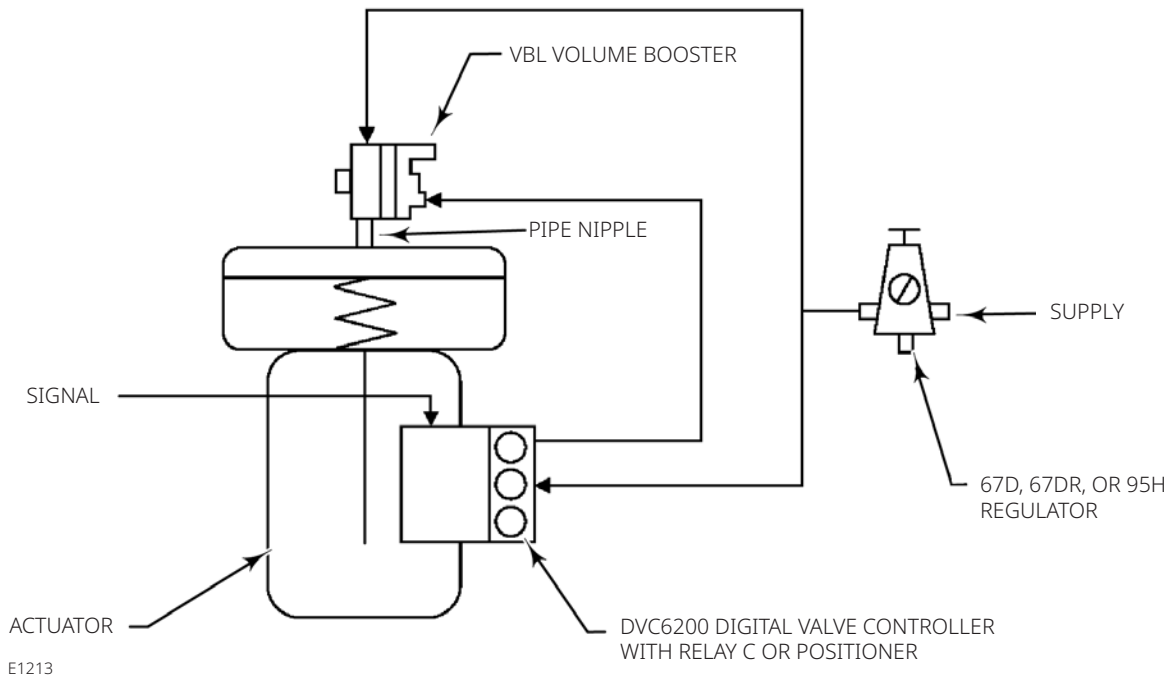 VBL VOLUME BOOSTER
PIPE NIPPLE
SUPPLY
SIGNAL
67D, 67DR, OR 95H
REGULATOR
ACTUATOR
DVC6200 DIGITAL VALVE CONTROLLER
WITH RELAY C OR POSITIONER
E1213